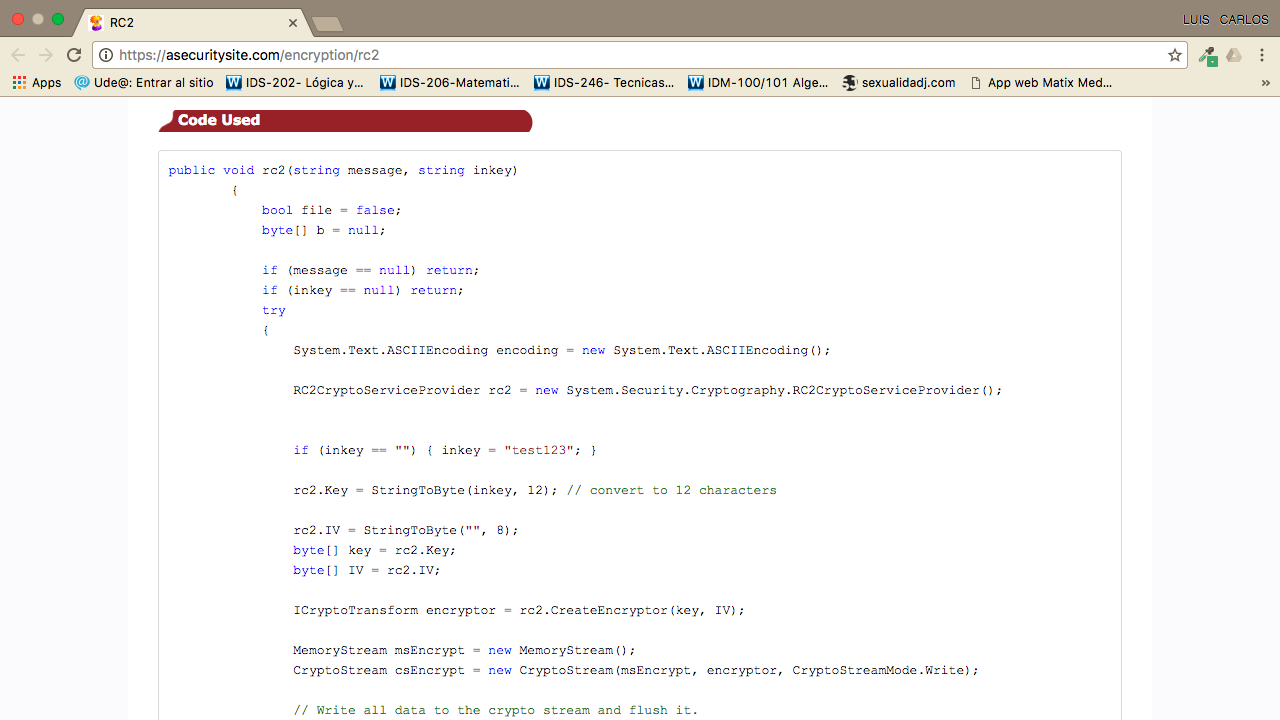 RC2
LUIS CARLOS
https://asecuritysite.com/encryption/rc2
Apps Ude@: Entrar al sitio IDS-202- Lógica y... IDS-206-Matemati... IDS-246- Tecnicas... IDM-100/101 Alge... sexualidadj.com App web Matix Med... »
Code Used
public void rc2(string message, string inkey)
{
bool file = false;
byte[] b = null;
if (message == null) return;
if (inkey == null) return;
try
{
System.Text.ASCIIEncoding encoding = new System.Text.ASCIIEncoding();
RC2CryptoServiceProvider rc2 = new System.Security.Cryptography.RC2CryptoServiceProvider();
if (inkey == "") { inkey = "test123"; }
rc2.Key = StringToByte(inkey, 12); // convert to 12 characters
rc2.IV = StringToByte("", 8);
byte[] key = rc2.Key;
byte[] IV = rc2.IV;
ICryptoTransform encryptor = rc2.CreateEncryptor(key, IV);
MemoryStream msEncrypt = new MemoryStream();
CryptoStream csEncrypt = new CryptoStream(msEncrypt, encryptor, CryptoStreamMode.Write);
// Write all data to the crypto stream and flush it.